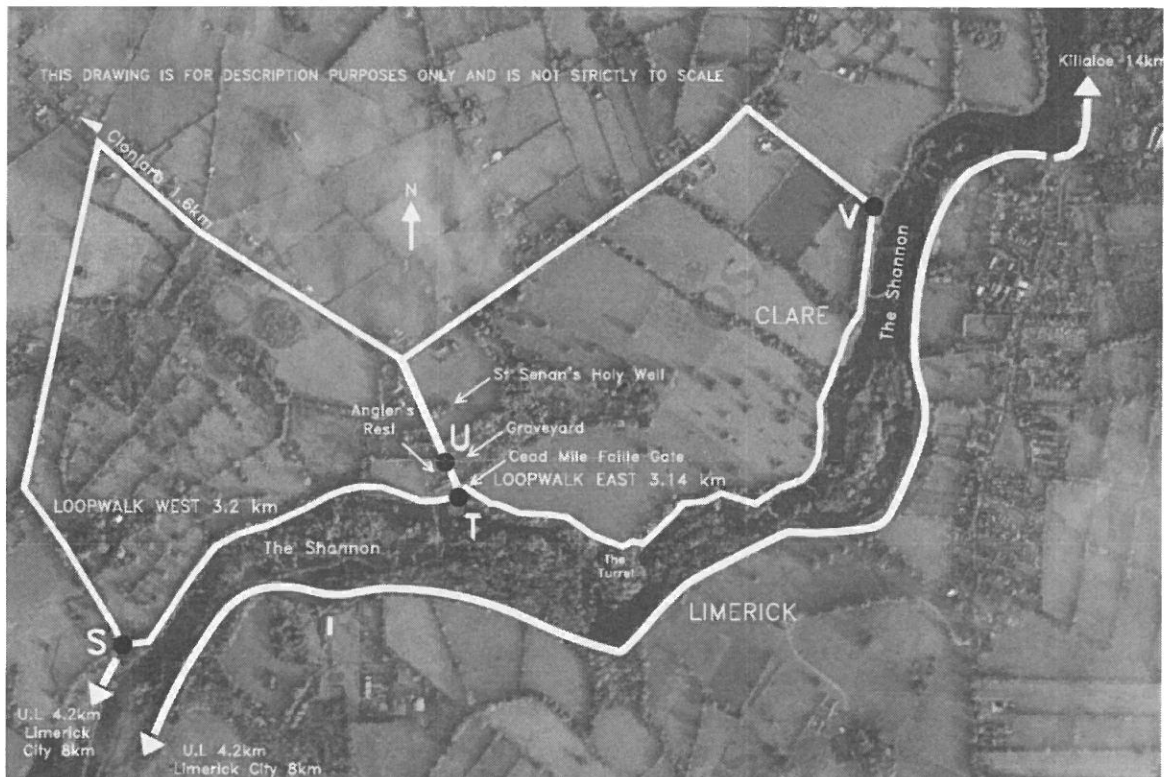 THIS DRAWING IS FOR DESCRIPTION PURPOSES ONLY AND IS NOT STRICTLY TO SCALE
Killaloe 14km
Clonlara 1.6km
N
V
The Shannon
CLARE
St Senan's Holy Well
Angler's
Rest
U
Graveyard
Cead Mile Failte Gate
LOOPWALK EAST 3.14 km
LOOPWALK WEST 3.2 km
T
The Shannon
The
Turret
LIMERICK
S
U.L 4.2km
Limerick
City 8km
U.L 4.2km
Limerick City 8km